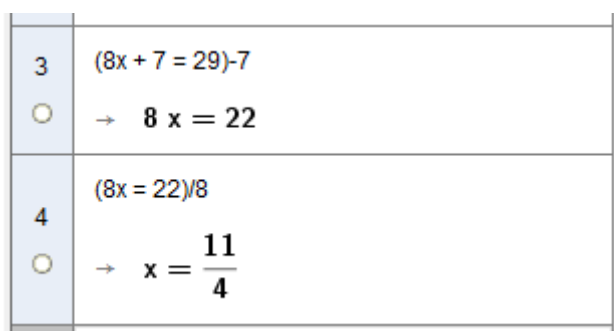 3
(8x + 7 = 29)-7
→ 8 x = 22
4
(8x = 22)/8
→ x = 11/4